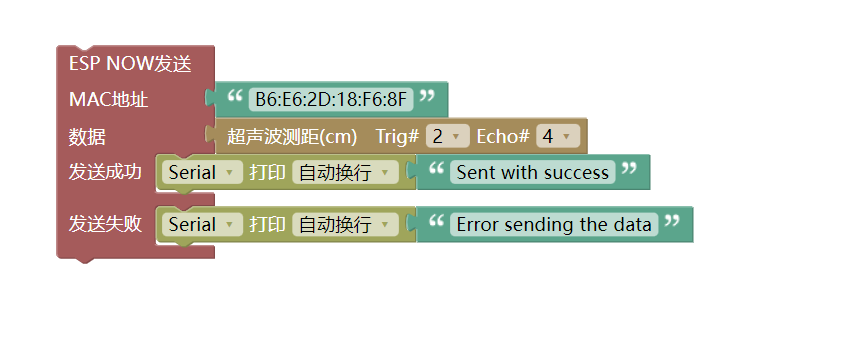 ESP NOW发送
MAC地址 “ B6:E6:2D:18:F6:8F ”
数据 超声波测距(cm) Trig# 2 Echo# 4
发送成功 Serial 打印 自动换行 “ Sent with success ”
发送失败 Serial 打印 自动换行 “ Error sending the data ”